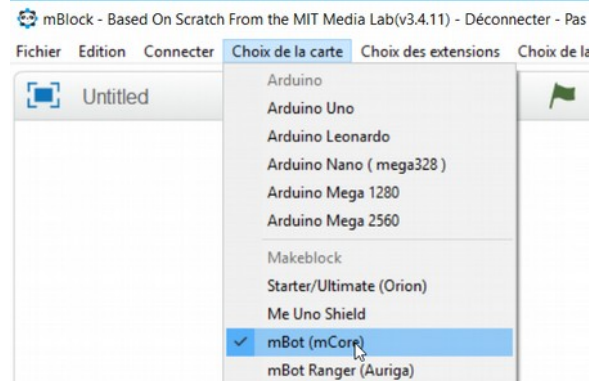 mBlock - Based On Scratch From the MIT Media Lab(v3.4.11) - Déconnecter - Pas
Fichier Edition Connecter Choix de la carte Choix des extensions Choix de la
Untitled
Arduino
Arduino Uno
Arduino Leonardo
Arduino Nano ( mega328 )
Arduino Mega 1280
Arduino Mega 2560
Makeblock
Starter/Ultimate (Orion)
Me Uno Shield
mBot (mCore)
mBot Ranger (Auriga)